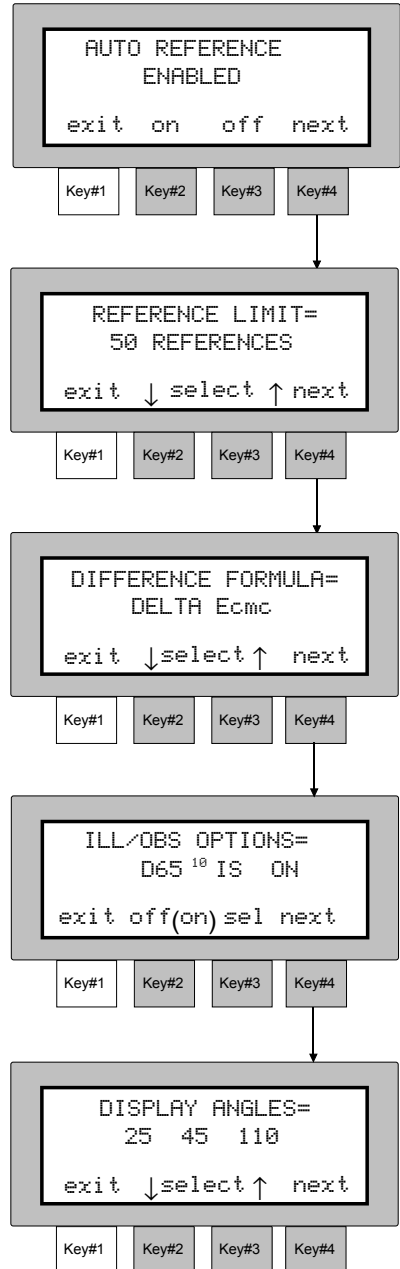 AUTO REFERENCE
ENABLED
exit on off next
Key#1 Key#2 Key#3 Key#4
REFERENCE LIMIT=
50 REFERENCES
exit ↓ select ↑ next
Key#1 Key#2 Key#3 Key#4
DIFFERENCE FORMULA=
DELTA Ecmc
exit ↓select↑ next
Key#1 Key#2 Key#3 Key#4
ILL/OBS OPTIONS=
D65 ¹⁰ IS ON
exit off(on) sel next
Key#1 Key#2 Key#3 Key#4
DISPLAY ANGLES=
25 45 110
exit ↓select↑ next
Key#1 Key#2 Key#3 Key#4